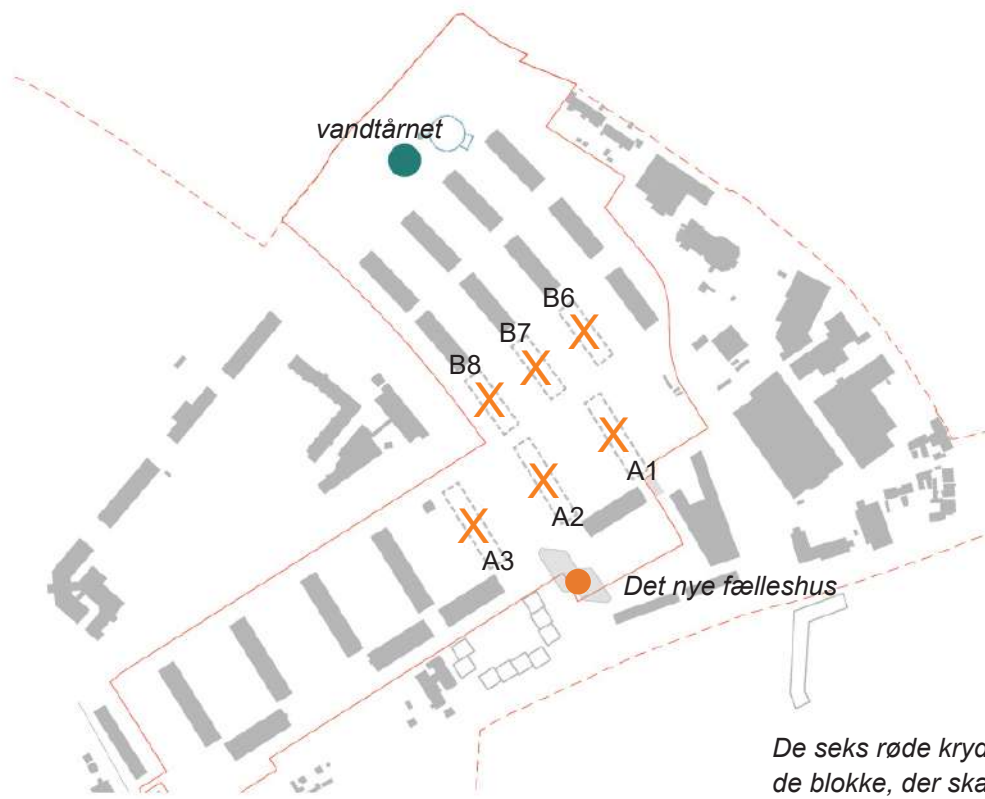 vandtårnet
B6
B7
B8
A1
A2
A3
Det nye fælleshus
De seks røde kryd
de blokke, der ska